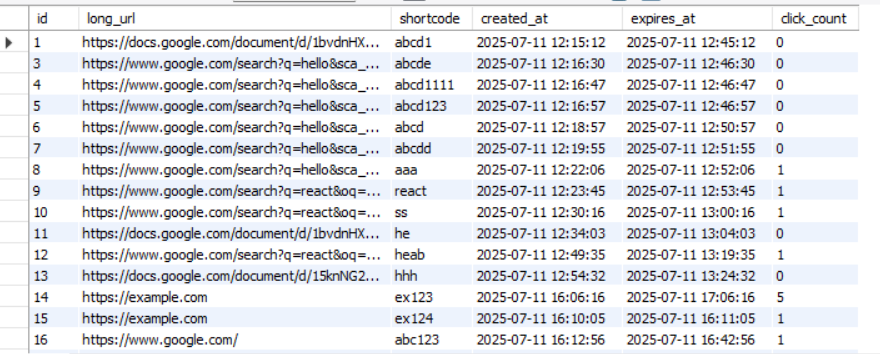 id long_url shortcode created_at expires_at click_count
1 https://docs.google.com/document/d/1bvdnHX... abcd1 2025-07-11 12:15:12 2025-07-11 12:45:12 0
3 https://www.google.com/search?q=hello&sca_... abcde 2025-07-11 12:16:30 2025-07-11 12:46:30 0
4 https://www.google.com/search?q=hello&sca_... abcd1111 2025-07-11 12:16:47 2025-07-11 12:46:47 0
5 https://www.google.com/search?q=hello&sca_... abcd123 2025-07-11 12:16:57 2025-07-11 12:46:57 0
6 https://www.google.com/search?q=hello&sca_... abcd 2025-07-11 12:18:57 2025-07-11 12:50:57 0
7 https://www.google.com/search?q=hello&sca_... abcdd 2025-07-11 12:19:55 2025-07-11 12:51:55 0
8 https://www.google.com/search?q=hello&sca_... aaa 2025-07-11 12:22:06 2025-07-11 12:52:06 1
9 https://www.google.com/search?q=react&oq=... react 2025-07-11 12:23:45 2025-07-11 12:53:45 1
10 https://www.google.com/search?q=react&oq=... ss 2025-07-11 12:30:16 2025-07-11 13:00:16 1
11 https://docs.google.com/document/d/1bvdnHX... he 2025-07-11 12:34:03 2025-07-11 13:04:03 0
12 https://www.google.com/search?q=react&oq=... heab 2025-07-11 12:49:35 2025-07-11 13:19:35 1
13 https://docs.google.com/document/d/15knNG2... hhh 2025-07-11 12:54:32 2025-07-11 13:24:32 0
14 https://example.com ex123 2025-07-11 16:06:16 2025-07-11 17:06:16 5
15 https://example.com ex124 2025-07-11 16:10:05 2025-07-11 16:11:05 1
16 https://www.google.com/ abc123 2025-07-11 16:12:56 2025-07-11 16:42:56 1